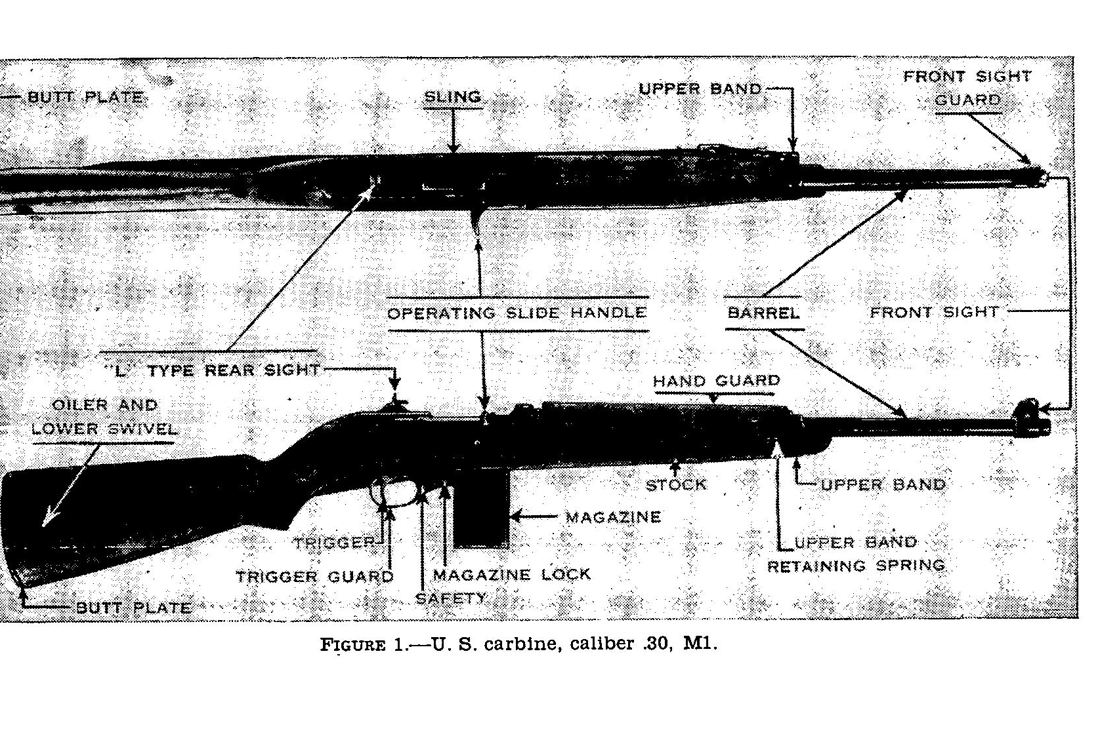 FRONT SIGHT
GUARD
UPPER BAND
BUTT PLATE
SLING
OPERATING SLIDE HANDLE
BARREL
FRONT SIGHT
"L" TYPE REAR SIGHT
HAND GUARD
OILER AND
LOWER SWIVEL
STOCK
UPPER BAND
MAGAZINE
TRIGGER
UPPER BAND
RETAINING SPRING
TRIGGER GUARD
MAGAZINE LOCK
SAFETY
BUTT PLATE
FIGURE 1.—U. S. carbine, caliber .30, M1.